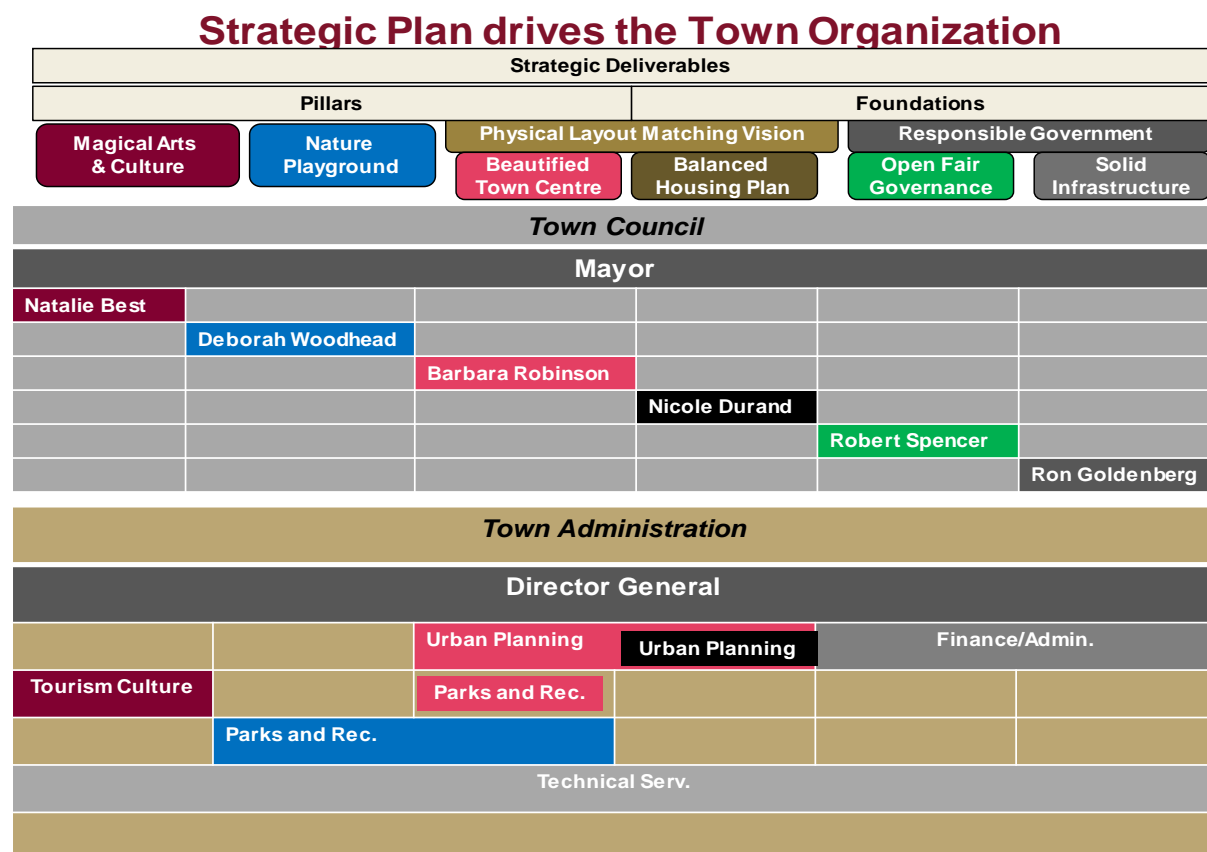 Strategic Plan drives the Town Organization
Strategic Deliverables
Pillars
Foundations
Magical Arts
& Culture
Nature
Playground
Physical Layout Matching Vision
Beautified
Town Centre
Balanced
Housing Plan
Responsible Government
Open Fair
Governance
Solid
Infrastructure
Town Council
Mayor
Natalie Best
Deborah Woodhead
Barbara Robinson
Nicole Durand
Robert Spencer
Ron Goldenberg
Town Administration
Director General
Urban Planning
Urban Planning
Finance/Admin.
Tourism Culture
Parks and Rec.
Parks and Rec.
Technical Serv.